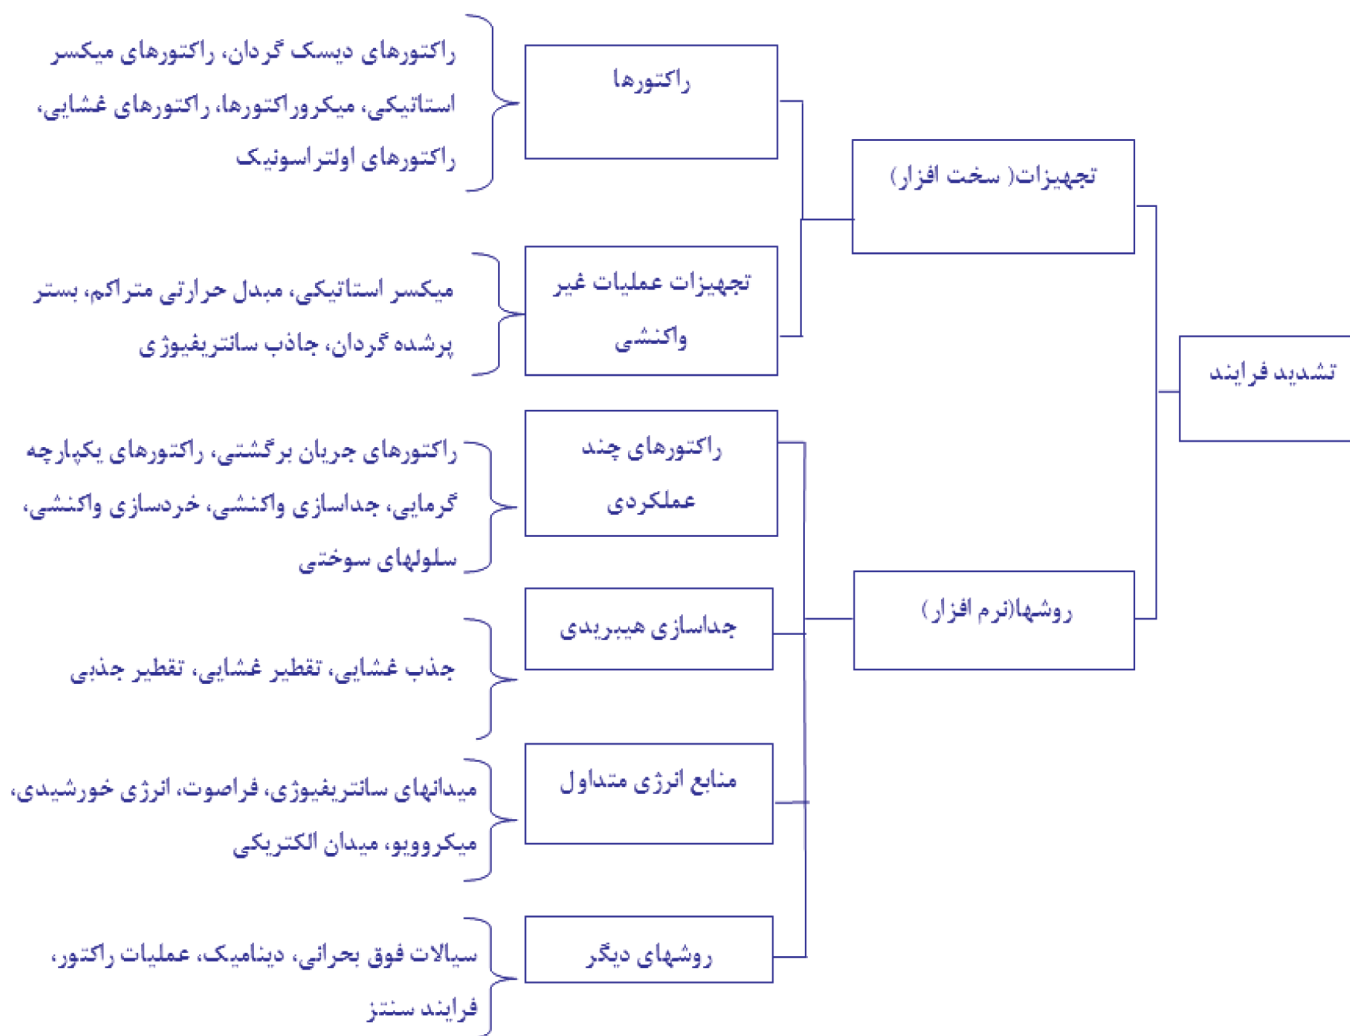 تشدید فرایند
تجهیزات( سخت افزار)
راکتورها
راکتورهای دیسک گردان، راکتورهای میکسر
استاتیکی، میکروراکتورها، راکتورهای غشایی،
راکتورهای اولتراسونیک
تجهیزات عملیات غیر
واکنشی
میکسر استاتیکی، مبدل حرارتی متراکم، بستر
پرشده گردان، جاذب سانتریفیوژی
روشها(نرم افزار)
راکتورهای چند
عملکردی
راکتورهای جریان برگشتی، راکتورهای یکپارچه
گرمایی، جداسازی واکنشی، خردسازی واکنشی،
سلولهای سوختی
جداسازی هیبریدی
جذب غشایی، تقطیر غشایی، تقطیر جذبی
منابع انرژی متداول
میدانهای سانتریفیوژی، فراصوت، انرژی خورشیدی،
میکروویو، میدان الکتریکی
روشهای دیگر
سیالات فوق بحرانی، دینامیک، عملیات راکتور،
فرایند سنتز